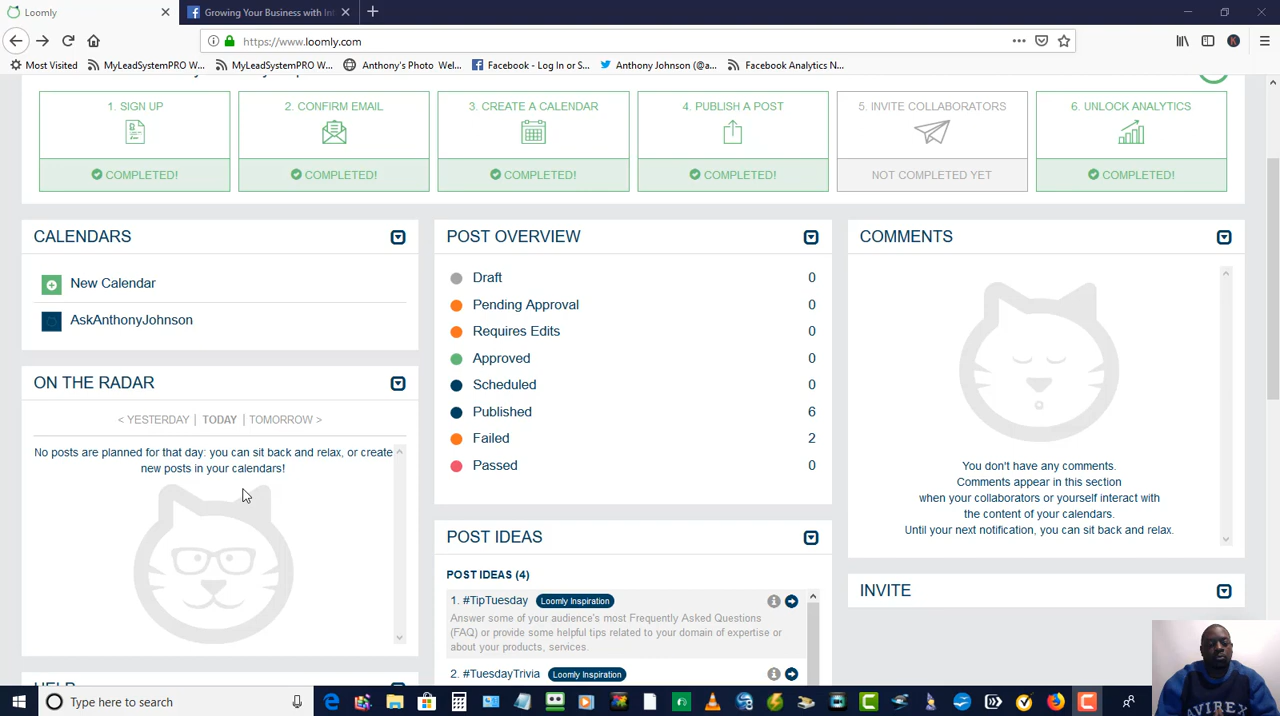 Loomly
Growing Your Business with In
https://www.loomly.com
Most Visited
MyLeadSystemPRO W...
MyLeadSystemPRO W...
Anthony's Photo Wel...
Facebook - Log In or S...
Anthony Johnson (@a...
Facebook Analytics N...
1. SIGN UP
2. CONFIRM EMAIL
3. CREATE A CALENDAR
4. PUBLISH A POST
5. INVITE COLLABORATORS
6. UNLOCK ANALYTICS
COMPLETED!
COMPLETED!
COMPLETED!
COMPLETED!
NOT COMPLETED YET
COMPLETED!
CALENDARS
New Calendar
AskAnthonyJohnson
ON THE RADAR
< YESTERDAY | TODAY | TOMORROW >
No posts are planned for that day: you can sit back and relax, or create
new posts in your calendars!
HELP
POST OVERVIEW
Draft 0
Pending Approval 0
Requires Edits 0
Approved 0
Scheduled 0
Published 6
Failed 2
Passed 0
POST IDEAS
POST IDEAS (4)
1. #TipTuesday Loomly Inspiration
Answer some of your audience's most Frequently Asked Questions
(FAQ) or provide some helpful tips related to your domain of expertise or
about your products, services.
2. #TuesdayTrivia Loomly Inspiration
COMMENTS
You don't have any comments.
Comments appear in this section
when your collaborators or yourself interact with
the content of your calendars.
Until your next notification, you can sit back and relax.
INVITE
Type here to search
AVIREX